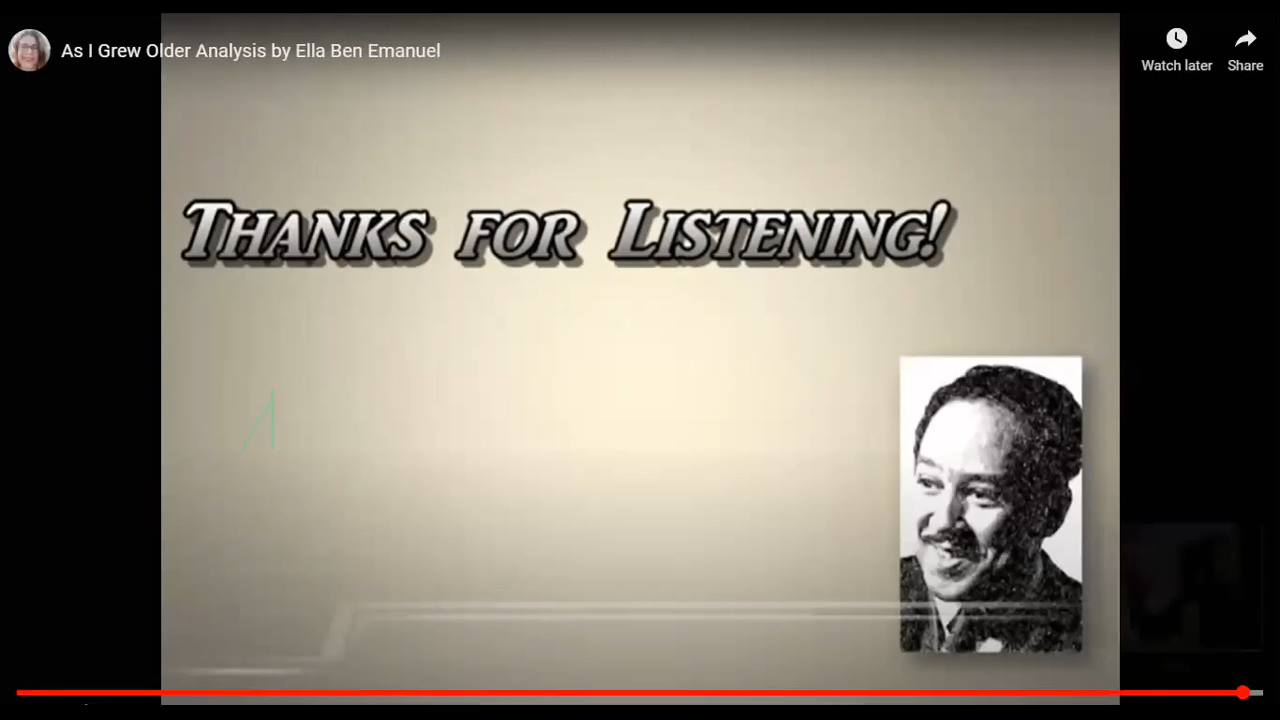 As I Grew Older Analysis by Ella Ben Emanuel
Watch later
Share
THANKS FOR LISTENING!